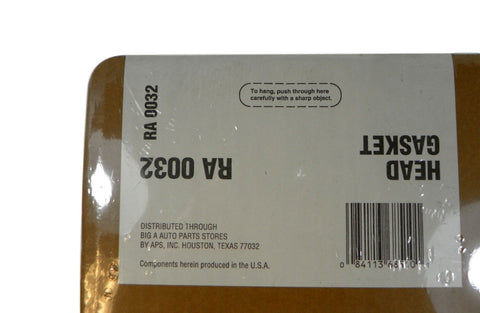 RA 0032
To hang, push through here
carefully with a sharp object.
RA 0032
HEAD
GASKET
DISTRIBUTED THROUGH
BIG A AUTO PARTS STORES
BY APS, INC. HOUSTON, TEXAS 77032
Components herein produced in the U.S.A.